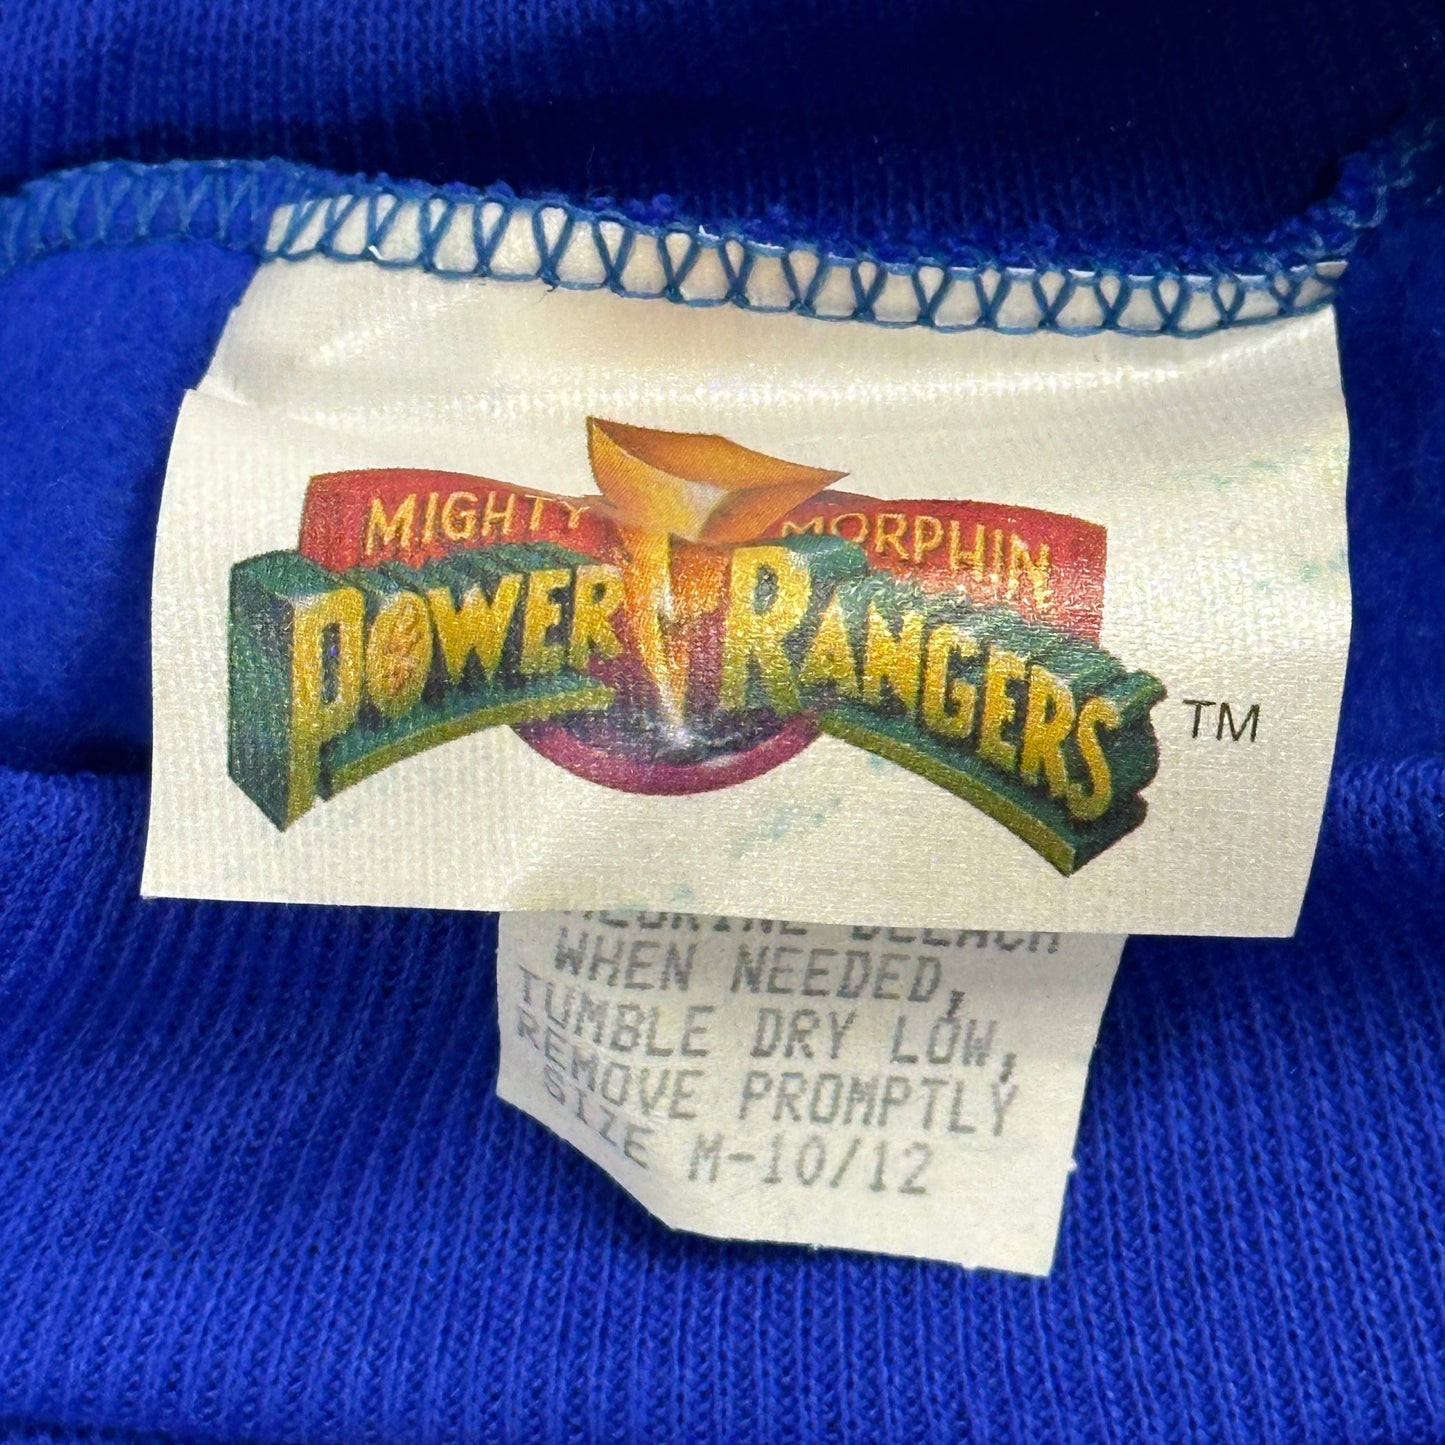 MIGHTY MORPHIN
POWER RANGERS TM
WHEN NEEDED,
TUMBLE DRY LOW,
REMOVE PROMPTLY
SIZE M-10/12